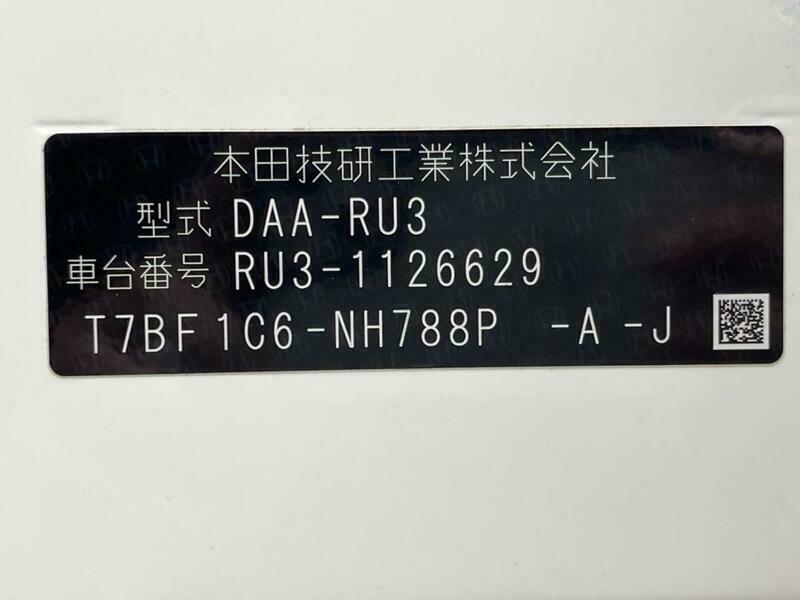 本田技研工業株式会社
型式 DAA-RU3
車台番号 RU3-1126629
T7BF1C6-NH788P -A -J